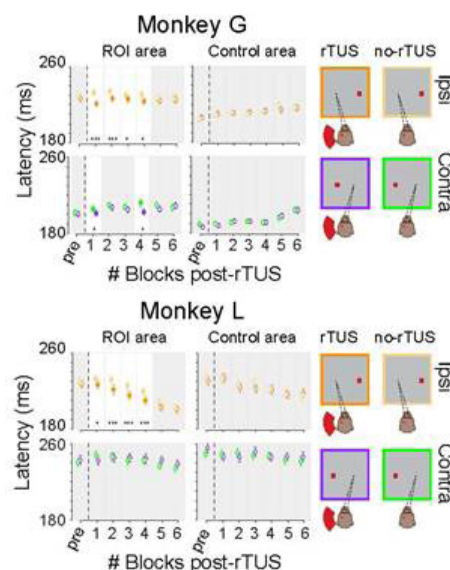 Monkey G
ROI area
Control area
rTUS
no-rTUS
260
180
Latency (ms)
Ipsi
260
180
Contra
pre
1
2
3
4
5
6
pre
1
2
3
4
5
6
# Blocks post-rTUS
Monkey L
ROI area
Control area
rTUS
no-rTUS
260
180
Latency (ms)
Ipsi
260
180
Contra
pre
1
2
3
4
5
6
pre
1
2
3
4
5
6
# Blocks post-rTUS